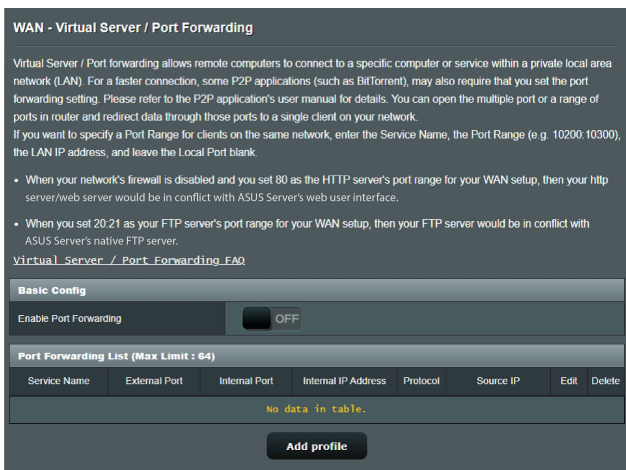 WAN - Virtual Server / Port Forwarding
Virtual Server / Port forwarding allows remote computers to connect to a specific computer or service within a private local area
network (LAN). For a faster connection, some P2P applications (such as BitTorrent), may also require that you set the port
forwarding setting. Please refer to the P2P application's user manual for details. You can open the multiple port or a range of
ports in router and redirect data through those ports to a single client on your network.
If you want to specify a Port Range for clients on the same network, enter the Service Name, the Port Range (e.g. 10200:10300),
the LAN IP address, and leave the Local Port blank.
• When your network's firewall is disabled and you set 80 as the HTTP server's port range for your WAN setup, then your http
server/web server would be in conflict with ASUS Server's web user interface.
• When you set 20:21 as your FTP server's port range for your WAN setup, then your FTP server would be in conflict with
ASUS Server's native FTP server.
Virtual Server / Port Forwarding FAQ
Basic Config
Enable Port Forwarding OFF
Port Forwarding List (Max Limit : 64)
Service Name External Port Internal Port Internal IP Address Protocol Source IP Edit Delete
No data in table.
Add profile